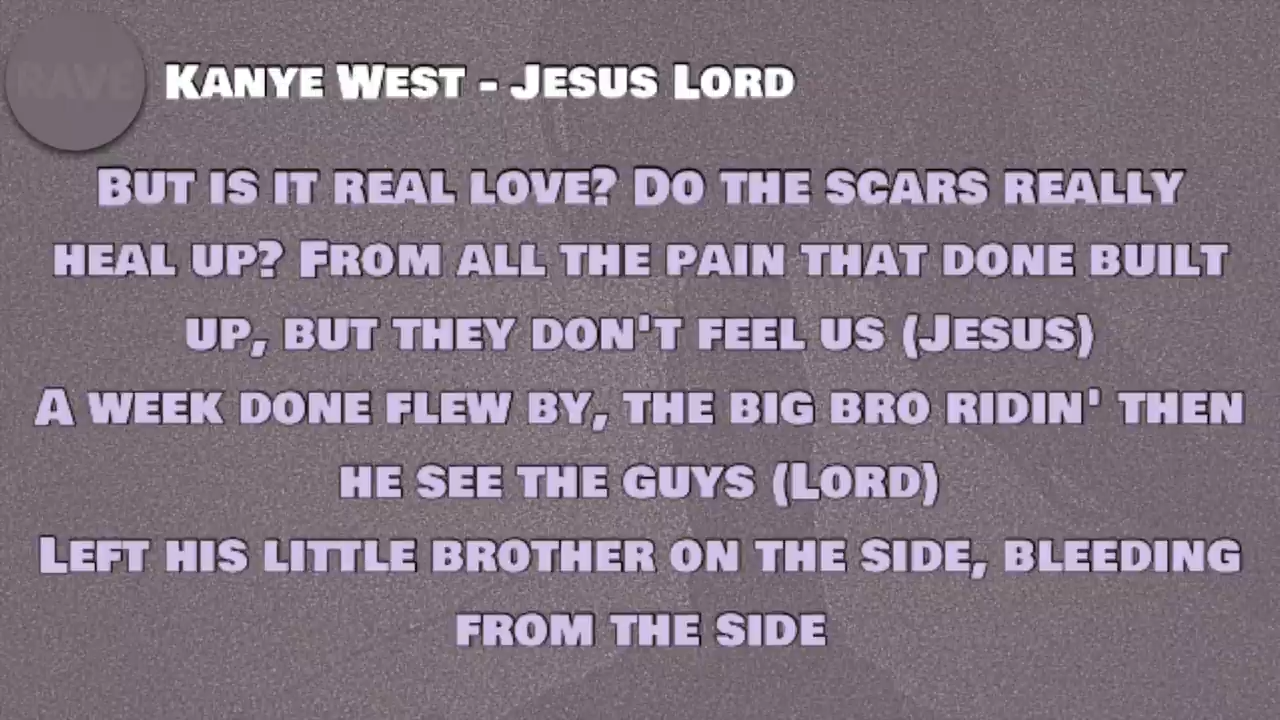 RAVE
Kanye West - Jesus Lord
But is it real love? Do the scars really
heal up? From all the pain that done built
up, but they don't feel us (Jesus)
A week done flew by, the big bro ridin' then
he see the guys (Lord)
Left his little brother on the side, bleeding
from the side